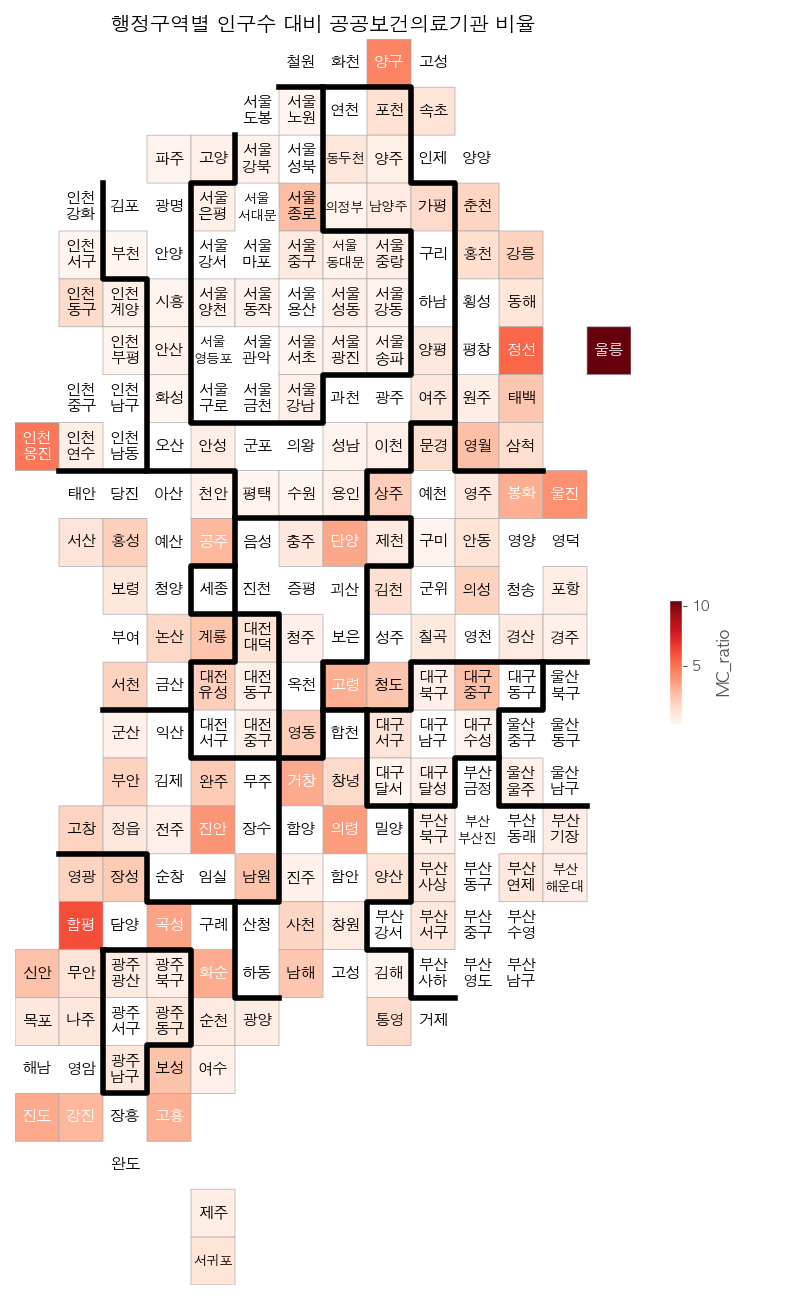 행정구역별 인구수 대비 공공보건의료기관 비율
철원 화천 양구 고성
서울 도봉 서울 노원 연천 포천 속초
파주 고양 서울 강북 서울 성북 동두천 양주 인제 양양
인천 강화 김포 광명 서울 은평 서울 서대문 서울 종로 의정부 남양주 가평 춘천
인천 서구 부천 안양 서울 강서 서울 마포 서울 중구 서울 동대문 서울 중랑 구리 홍천 강릉
인천 동구 인천 계양 시흥 서울 양천 서울 동작 서울 용산 서울 성동 서울 강동 하남 횡성 동해
인천 부평 안산 서울 영등포 서울 관악 서울 서초 서울 광진 서울 송파 양평 평창 정선 울릉
인천 중구 인천 남구 화성 서울 구로 서울 금천 서울 강남 과천 광주 여주 원주 태백
인천 옹진 인천 연수 인천 남동 오산 안성 군포 의왕 성남 이천 문경 영월 삼척
태안 당진 아산 천안 평택 수원 용인 상주 예천 영주 봉화 울진
서산 홍성 예산 공주 음성 충주 단양 제천 구미 안동 영양 영덕
보령 청양 세종 진천 증평 괴산 김천 군위 의성 청송 포항
부여 논산 계룡 대전 대덕 청주 보은 성주 칠곡 영천 경산 경주
서천 금산 대전 유성 대전 동구 옥천 고령 청도 대구 북구 대구 중구 대구 동구 울산 북구
군산 익산 대전 서구 대전 중구 영동 합천 대구 서구 대구 남구 대구 수성 울산 중구 울산 동구
부안 김제 완주 무주 거창 창녕 대구 달서 대구 달성 부산 금정 울산 울주 울산 남구
고창 정읍 전주 진안 장수 함양 의령 밀양 부산 북구 부산 부산진 부산 동래 부산 기장
영광 장성 순창 임실 남원 진주 함안 양산 부산 사상 부산 동구 부산 연제 부산 해운대
함평 담양 곡성 구례 산청 사천 창원 부산 강서 부산 서구 부산 중구 부산 수영
신안 무안 광주 광산 광주 북구 화순 하동 남해 고성 김해 부산 사하 부산 영도 부산 남구
목포 나주 광주 서구 광주 동구 순천 광양 통영 거제
해남 영암 광주 남구 보성 여수
진도 강진 장흥 고흥
완도
제주
서귀포
10
5
MC_ratio